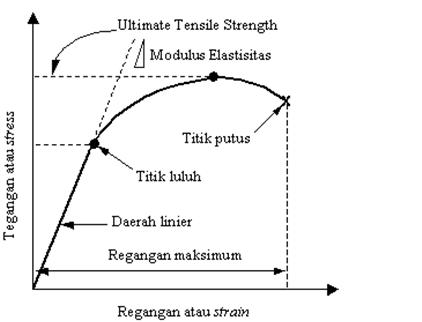 Ultimate Tensile Strength
Modulus Elastisitas
Titik putus
Titik luluh
Daerah linier
Regangan maksimum
Tegangan atau stress
Regangan atau strain